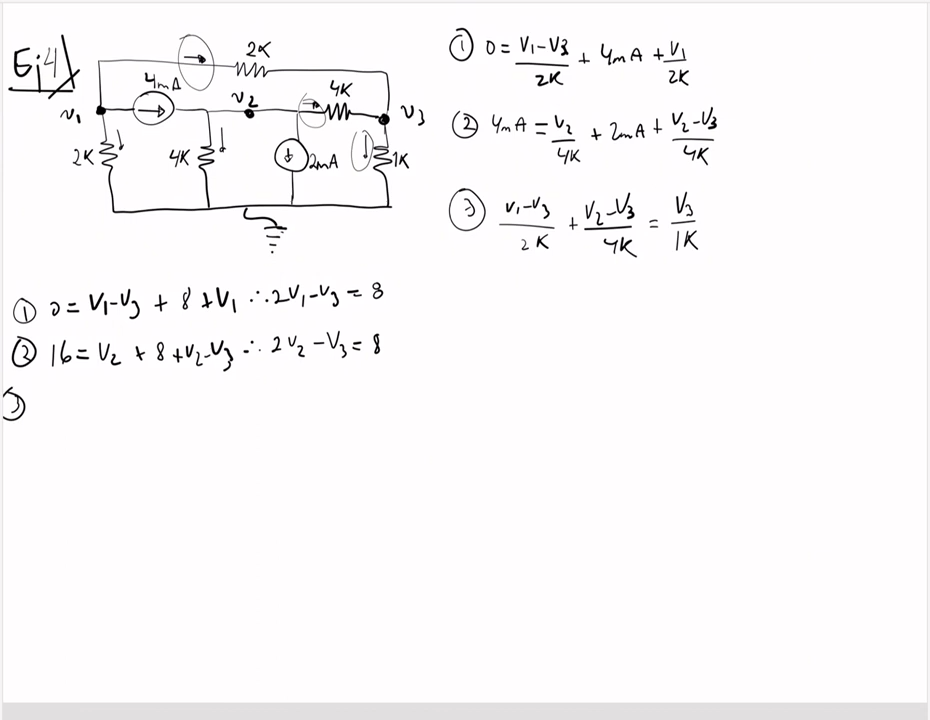 Ej4)
2K
4mA
V1
V2
4K
V3
2K
4K
2mA
1K
① 0 = (V1-V3)/2K + 4mA + V1/2K
② 4mA = V2/4K + 2mA + (V2-V3)/4K
③ (V1-V3)/2K + (V2-V3)/4K = V3/1K
① 0 = V1-V3 + 8 + V1 ∴ 2V1-V3 = 8
② 16 = V2 + 8 + V2-V3 ∴ 2V2-V3 = 8
③